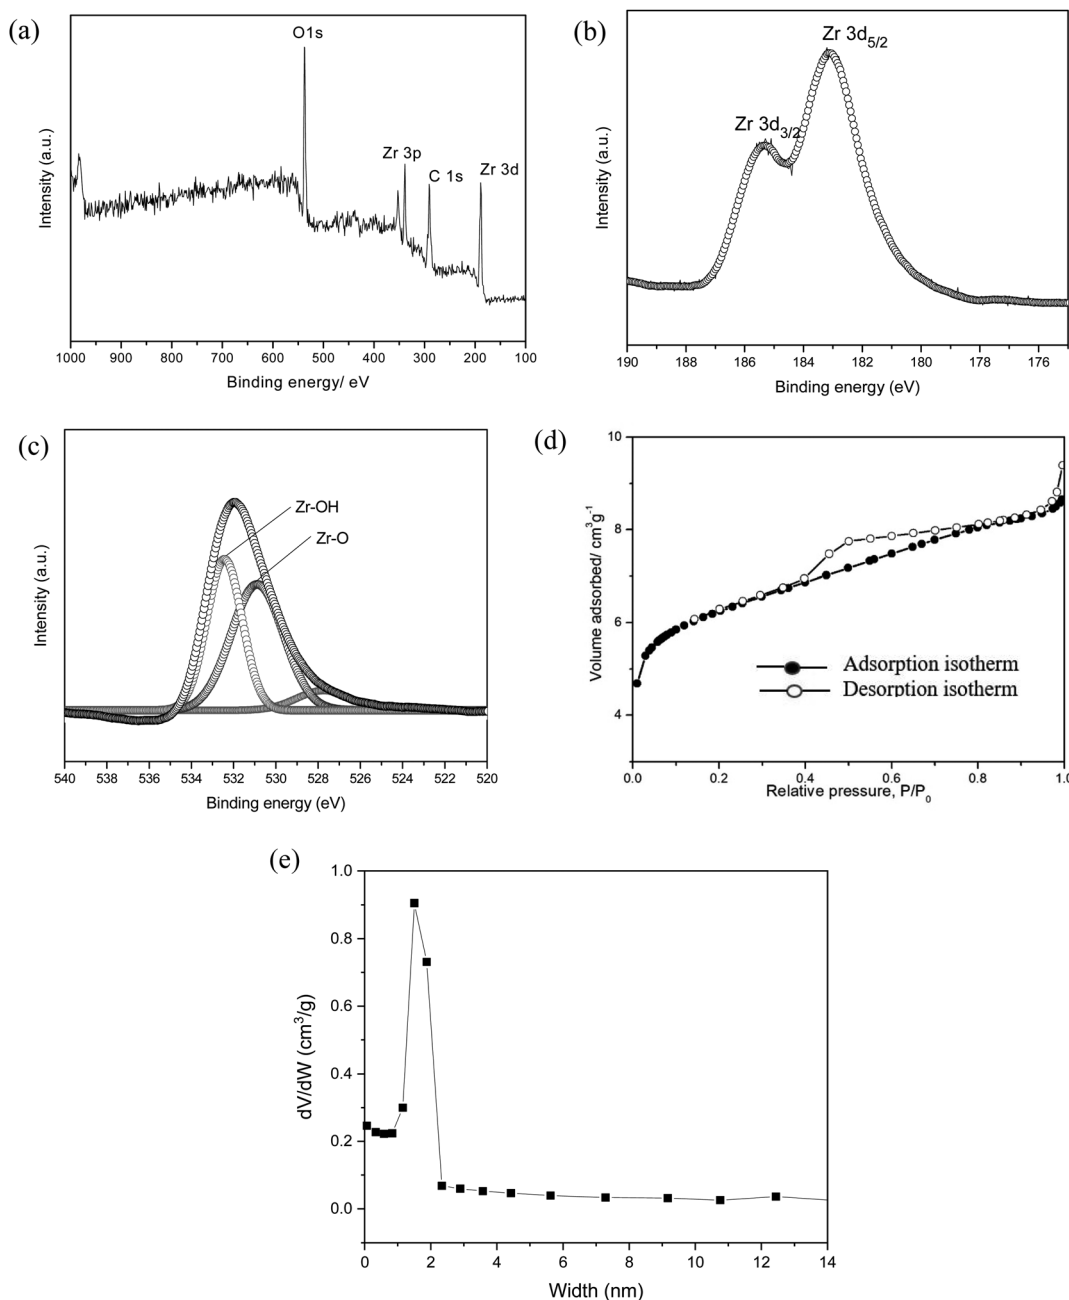 (a)
O1s
Zr 3p
C 1s
Zr 3d
Intensity (a.u.)
1000 900 800 700 600 500 400 300 200 100
Binding energy/ eV
(b)
Zr 3d5/2
Zr 3d3/2
Intensity (a.u.)
190 188 186 184 182 180 178 176
Binding energy (eV)
(c)
Zr-OH
Zr-O
Intensity (a.u.)
540 538 536 534 532 530 528 526 524 522 520
Binding energy (eV)
(d)
10
8
6
4
Volume adsorbed/ cm3g-1
Adsorption isotherm
Desorption isotherm
0.0 0.2 0.4 0.6 0.8 1.0
Relative pressure, P/P0
(e)
1.0
0.8
0.6
0.4
0.2
0.0
dV/dW (cm3/g)
0 2 4 6 8 10 12 14
Width (nm)